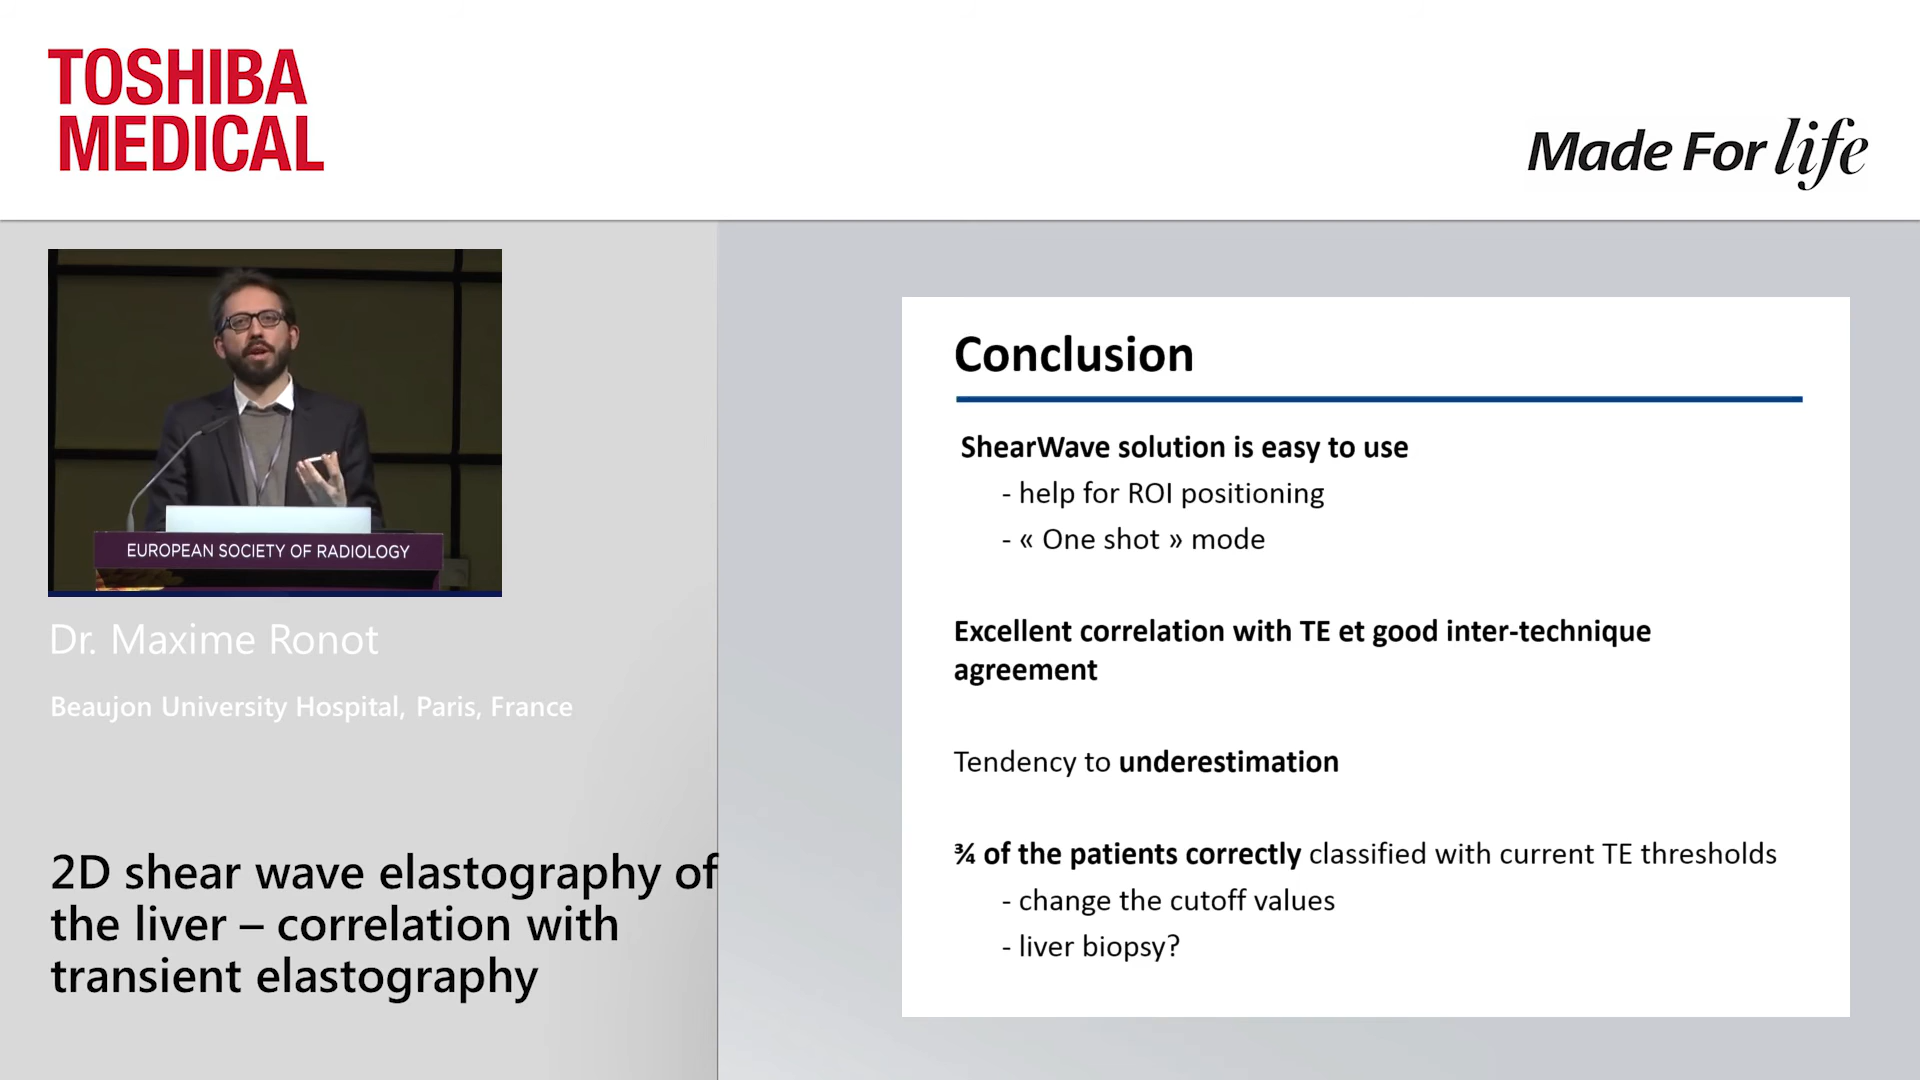 TOSHIBA
MEDICAL
Made For life
EUROPEAN SOCIETY OF RADIOLOGY
Dr. Maxime Ronot
Beaujon University Hospital, Paris, France
2D shear wave elastography of
the liver – correlation with
transient elastography
Conclusion
ShearWave solution is easy to use
- help for ROI positioning
- « One shot » mode
Excellent correlation with TE et good inter-technique
agreement
Tendency to underestimation
¾ of the patients correctly classified with current TE thresholds
- change the cutoff values
- liver biopsy?